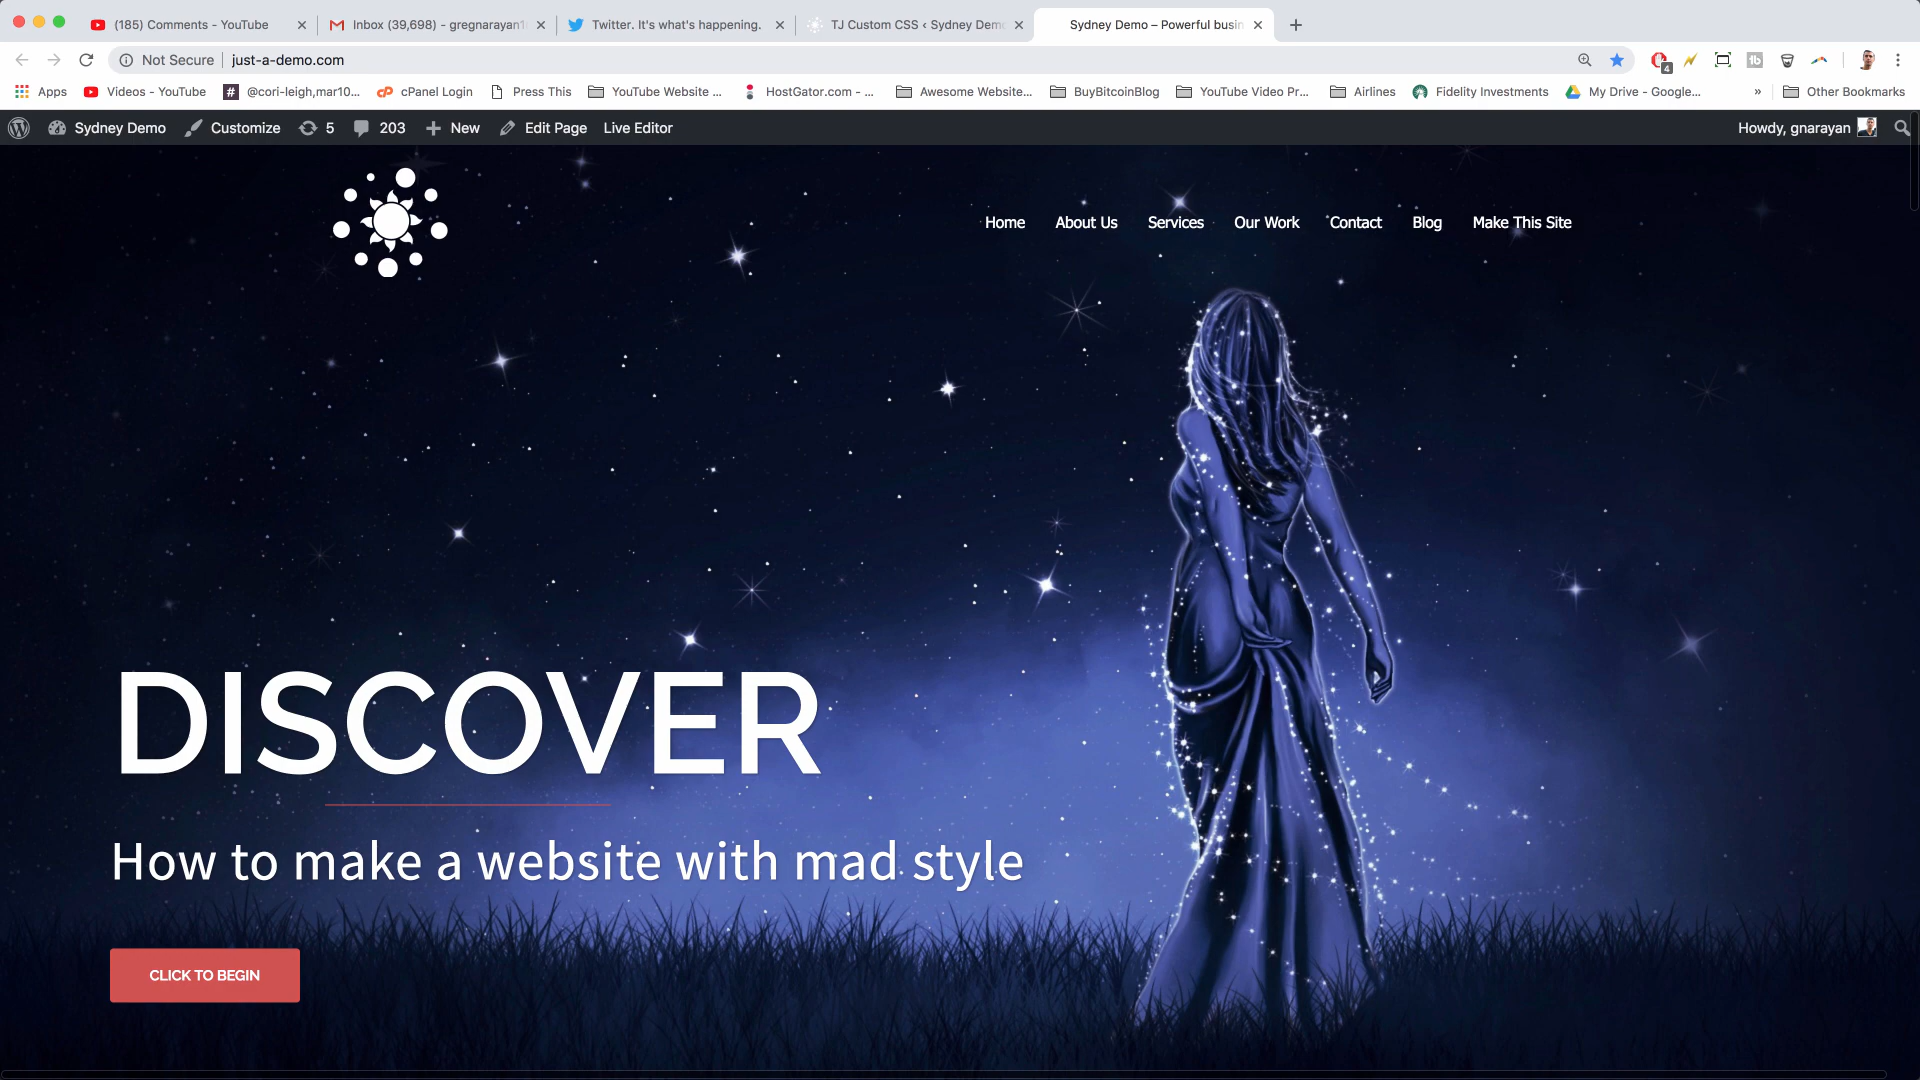 (185) Comments - YouTube
Inbox (39,698) - gregnarayan1
Twitter. It's what's happening.
TJ Custom CSS ‹ Sydney Demo
Sydney Demo – Powerful busin
Not Secure
just-a-demo.com
4
Apps
Videos - YouTube
@cori-leigh,mar10...
cPanel Login
Press This
YouTube Website ...
HostGator.com - ...
Awesome Website...
BuyBitcoinBlog
YouTube Video Pr...
Airlines
Fidelity Investments
My Drive - Google...
»
Other Bookmarks
Sydney Demo
Customize
5
203
New
Edit Page
Live Editor
Howdy, gnarayan
Home
About Us
Services
Our Work
Contact
Blog
Make This Site
DISCOVER
How to make a website with mad style
CLICK TO BEGIN